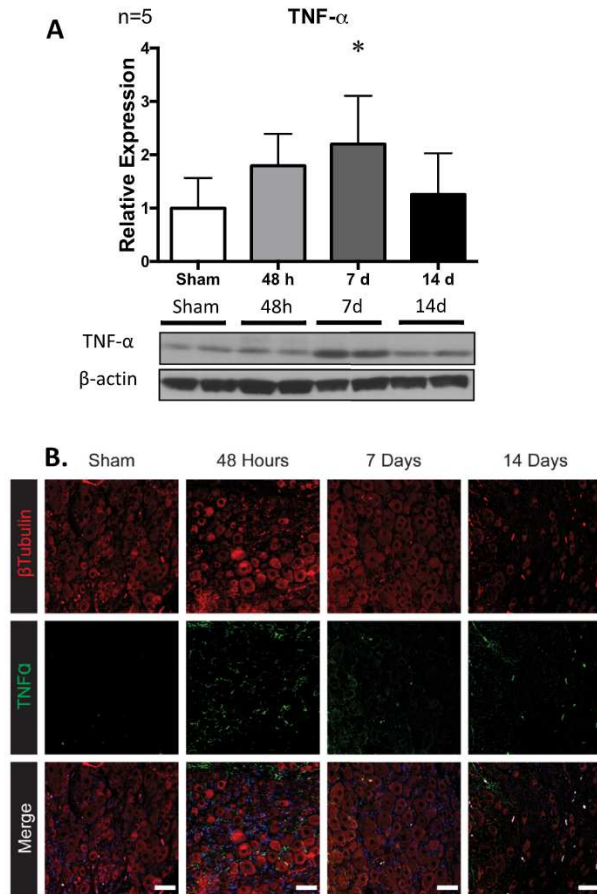 A
n=5
TNF-α
*
Relative Expression
4
3
2
1
0
Sham 48 h 7 d 14 d
Sham 48h 7d 14d
TNF-α
β-actin
B. Sham 48 Hours 7 Days 14 Days
βTubulin
TNFα
Merge